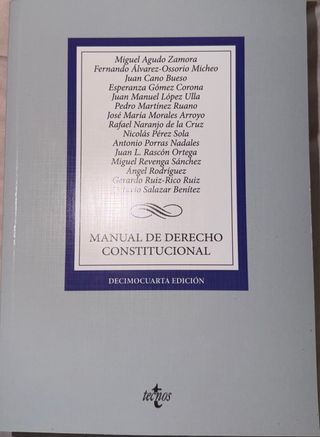 Miguel Agudo Zamora
Fernando Álvarez-Ossorio Micheo
Juan Cano Bueso
Esperanza Gómez Corona
Juan Manuel López Ulla
Pedro Martínez Ruano
José María Morales Arroyo
Rafael Naranjo de la Cruz
Nicolás Pérez Sola
Antonio Porras Nadales
Juan L. Rascón Ortega
Miguel Revenga Sánchez
Ángel Rodríguez
Gerardo Ruiz-Rico Ruiz
Salazar Benítez
MANUAL DE DERECHO
CONSTITUCIONAL
DECIMOCUARTA EDICIÓN
tecnos